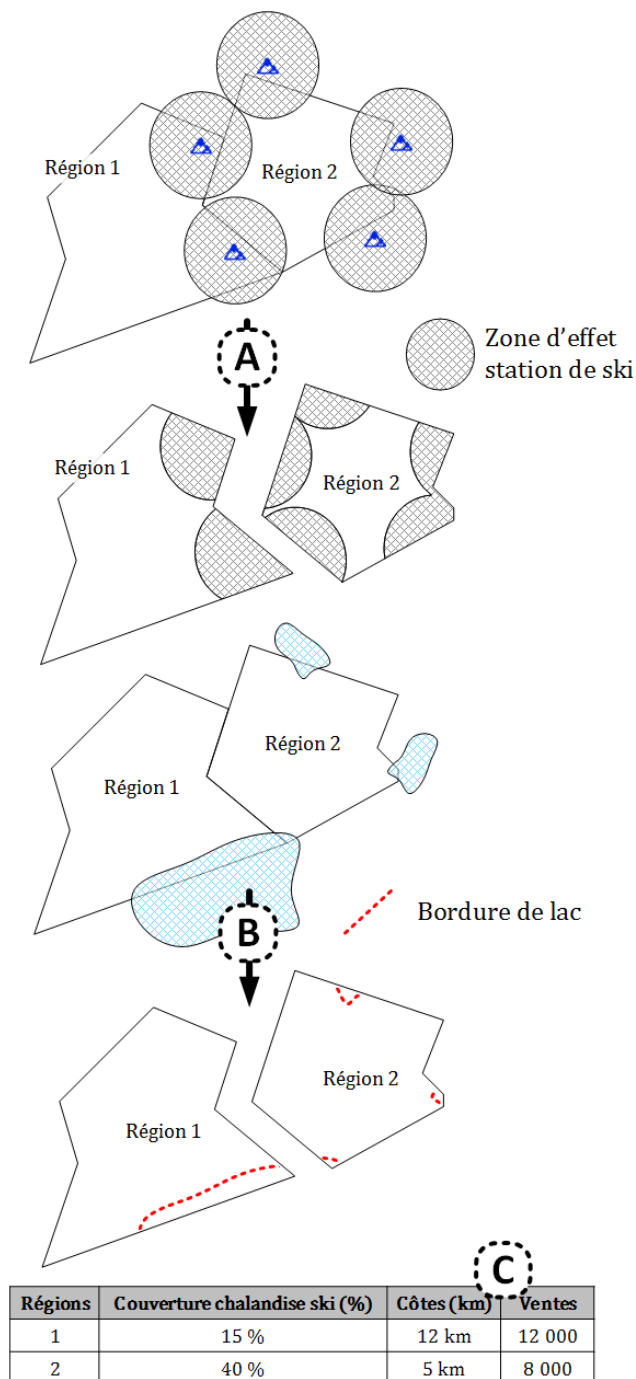 Région 1
Région 2
A
Zone d'effet
station de ski
Région 1
Région 2
Région 2
Région 1
B
Bordure de lac
Région 2
Région 1
C
Régions Couverture chalandise ski (%) Côtes (km) Ventes
1 15 % 12 km 12 000
2 40 % 5 km 8 000